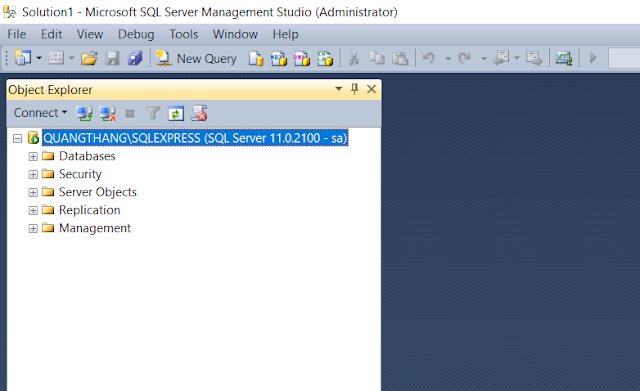 Solution1 - Microsoft SQL Server Management Studio (Administrator)
File Edit View Debug Tools Window Help
New Query
Object Explorer
Connect
QUANGTHANG\SQLEXPRESS (SQL Server 11.0.2100 - sa)
Databases
Security
Server Objects
Replication
Management